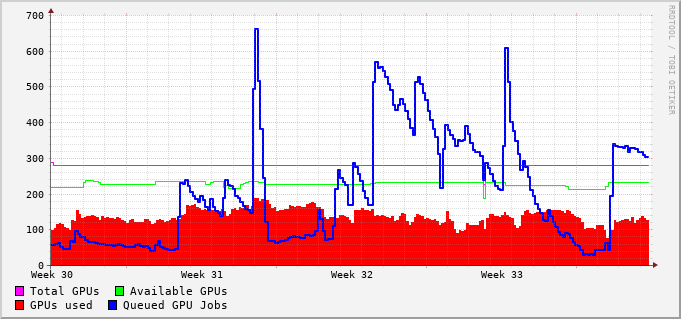 700
600
500
400
300
200
100
0
Week 30 Week 31 Week 32 Week 33
RRDTOOL / TOBI OETIKER
Total GPUs Available GPUs
GPUs used Queued GPU Jobs